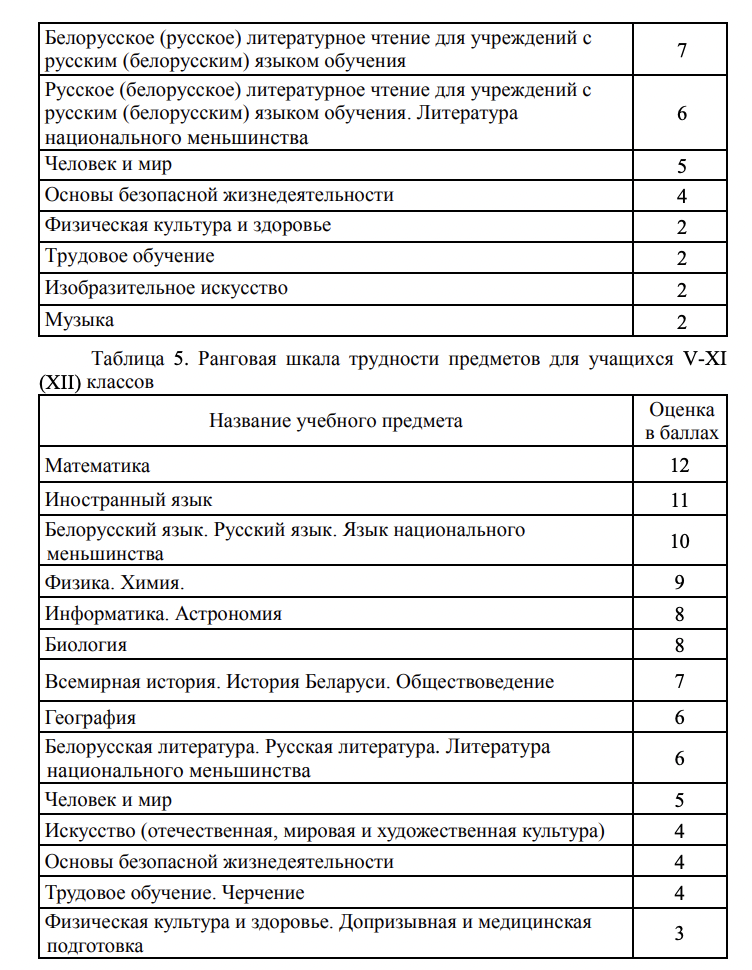 Белорусское (русское) литературное чтение для учреждений с
русским (белорусским) языком обучения
7
Русское (белорусское) литературное чтение для учреждений с
русским (белорусским) языком обучения. Литература
национального меньшинства
6
Человек и мир
5
Основы безопасной жизнедеятельности
4
Физическая культура и здоровье
2
Трудовое обучение
2
Изобразительное искусство
2
Музыка
2
Таблица 5. Ранговая шкала трудности предметов для учащихся V-XI
(XII) классов
Название учебного предмета
Оценка
в баллах
Математика
12
Иностранный язык
11
Белорусский язык. Русский язык. Язык национального
меньшинства
10
Физика. Химия.
9
Информатика. Астрономия
8
Биология
8
Всемирная история. История Беларуси. Обществоведение
7
География
6
Белорусская литература. Русская литература. Литература
национального меньшинства
6
Человек и мир
5
Искусство (отечественная, мировая и художественная культура)
4
Основы безопасной жизнедеятельности
4
Трудовое обучение. Черчение
4
Физическая культура и здоровье. Допризывная и медицинская
подготовка
3